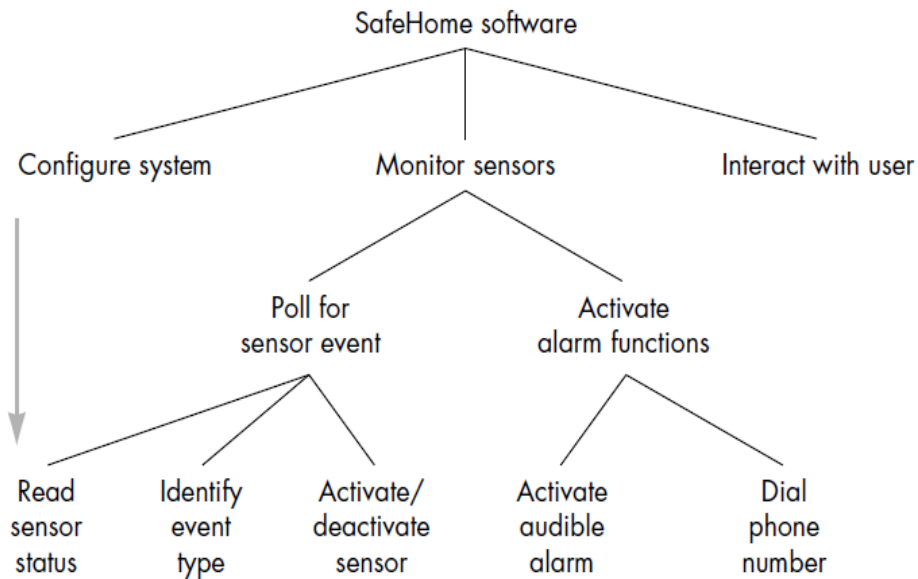 SafeHome software
Configure system
Monitor sensors
Interact with user
Poll for
sensor event
Activate
alarm functions
Read
sensor
status
Identify
event
type
Activate/
deactivate
sensor
Activate
audible
alarm
Dial
phone
number